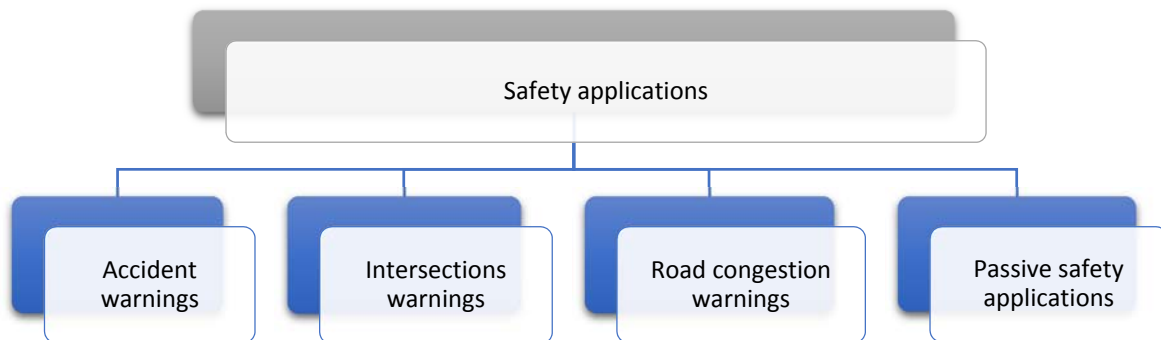 Safety applications
Accident
warnings
Intersections
warnings
Road congestion
warnings
Passive safety
applications